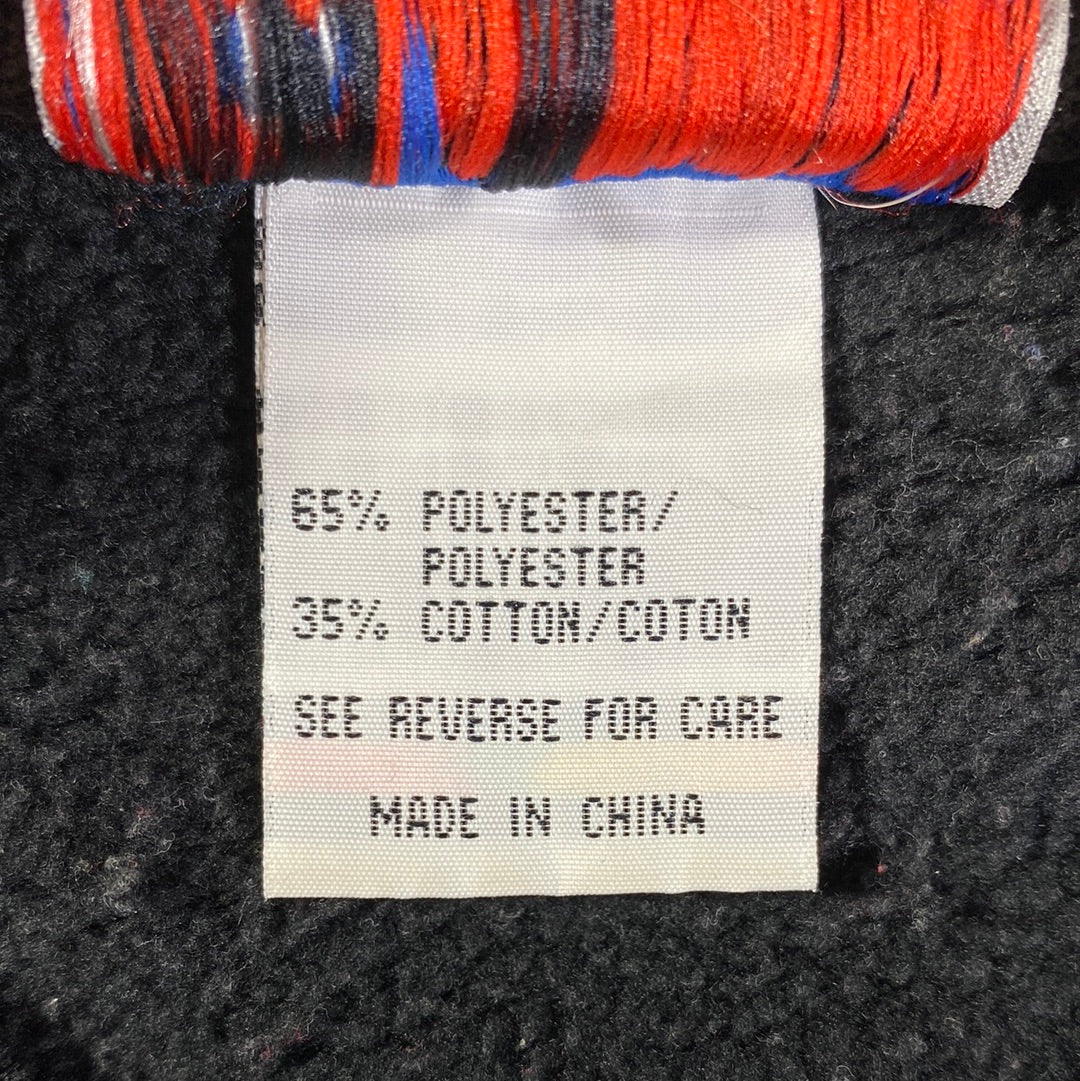 65% POLYESTER/
POLYESTER
35% COTTON/COTON
SEE REVERSE FOR CARE
MADE IN CHINA